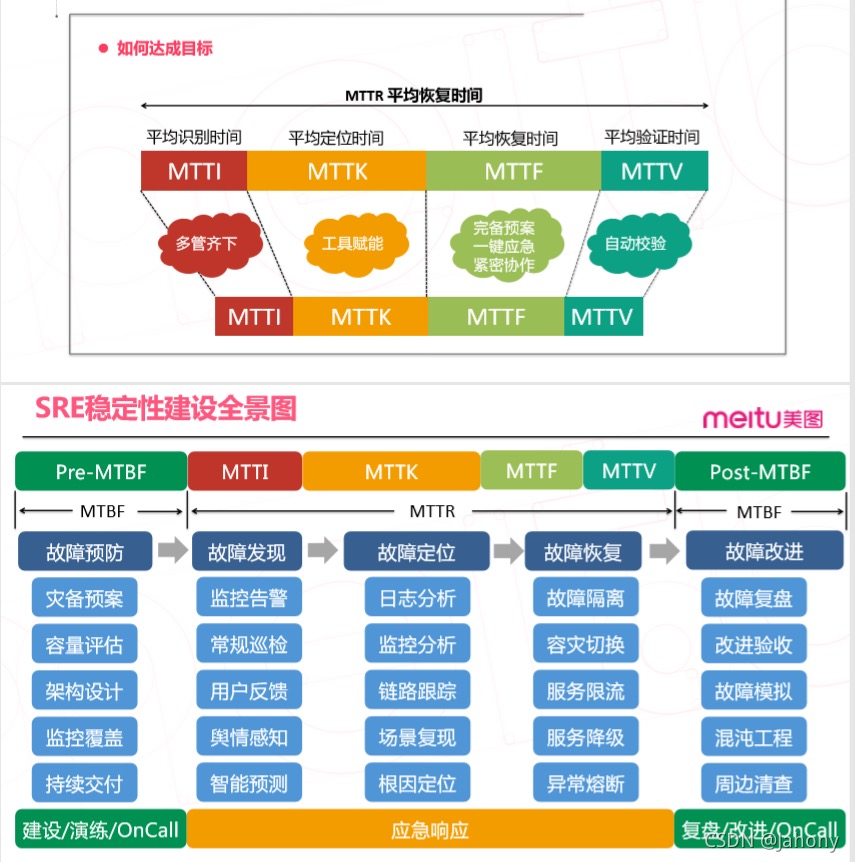 如何达成目标
MTTR 平均恢复时间
平均识别时间 平均定位时间 平均恢复时间 平均验证时间
MTTI MTTK MTTF MTTV
多管齐下 工具赋能 完备预案 自动校验
一键应急
紧密协作
MTTI MTTK MTTF MTTV
SRE稳定性建设全景图
meitu美图
Pre-MTBF MTTI MTTK MTTF MTTV Post-MTBF
MTBF MTTR MTBF
故障预防 故障发现 故障定位 故障恢复 故障改进
灾备预案 监控告警 日志分析 故障隔离 故障复盘
容量评估 常规巡检 监控分析 容灾切换 改进验收
架构设计 用户反馈 链路跟踪 服务限流 故障模拟
监控覆盖 舆情感知 场景复现 服务降级 混沌工程
持续交付 智能预测 根因定位 异常熔断 周边清查
建设/演练/OnCall 应急响应 复盘/改进/OnCall
CSDN @janony